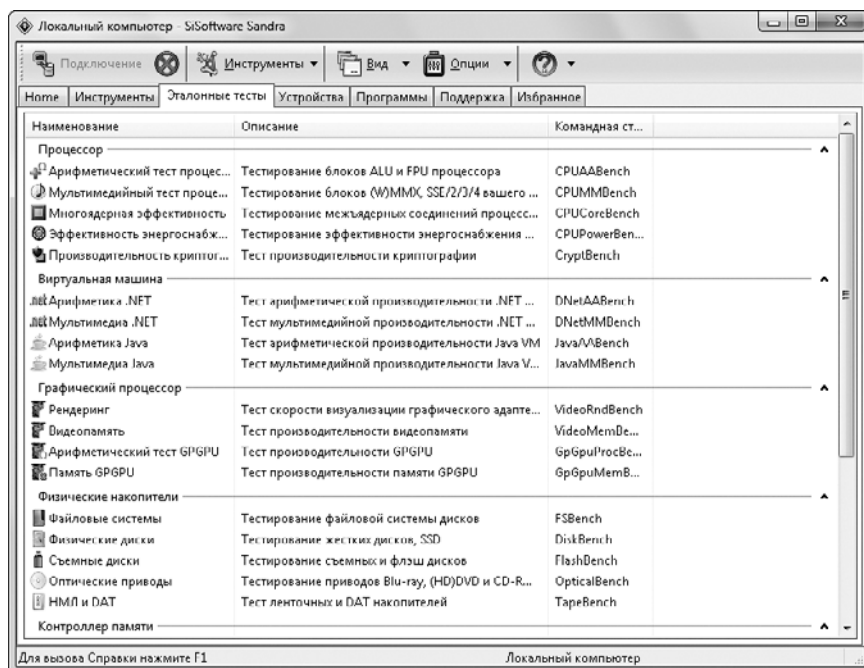 Локальный компьютер - SiSoftware Sandra
Подключение Инструменты Вид Опции
Home Инструменты Эталонные тесты Устройства Программы Поддержка Избранное
Наименование Описание Командная ст...
Процессор
Арифметический тест процес... Тестирование блоков ALU и FPU процессора CPUAABench
Мультимедийный тест проце... Тестирование блоков (W)MMX, SSE/2/3/4 вашего ... CPUMMBench
Многоядерная эффективность Тестирование межъядерных соединений процесс... CPUCoreBench
Эффективность энергоснабж... Тестирование эффективности энергоснабжения ... CPUPowerBen...
Производительность криптог... Тест производительности криптографии CryptBench
Виртуальная машина
.NET Арифметика .NET Тест арифметической производительности .NET ... DNetAABench
.NET Мультимедиа .NET Тест мультимедийной производительности .NET ... DNetMMBench
Арифметика Java Тест арифметической производительности Java VM JavaAABench
Мультимедиа Java Тест мультимедийной производительности Java V... JavaMMBench
Графический процессор
Рендеринг Тест скорости визуализации графического адапте... VideoRndBench
Видеопамять Тест производительности видеопамяти VideoMemBe...
Арифметический тест GPGPU Тест производительности GPGPU GpGpuProcBe...
Память GPGPU Тест производительности памяти GPGPU GpGpuMemB...
Физические накопители
Файловые системы Тестирование файловой системы дисков FSBench
Физические диски Тестирование жестких дисков, SSD DiskBench
Съемные диски Тестирование съемных и флэш дисков FlashBench
Оптические приводы Тестирование приводов Blu-ray, (HD)DVD и CD-R... OpticalBench
НМЛ и DAT Тест ленточных и DAT накопителей TapeBench
Контроллер памяти
Для вызова Справки нажмите F1 Локальный компьютер